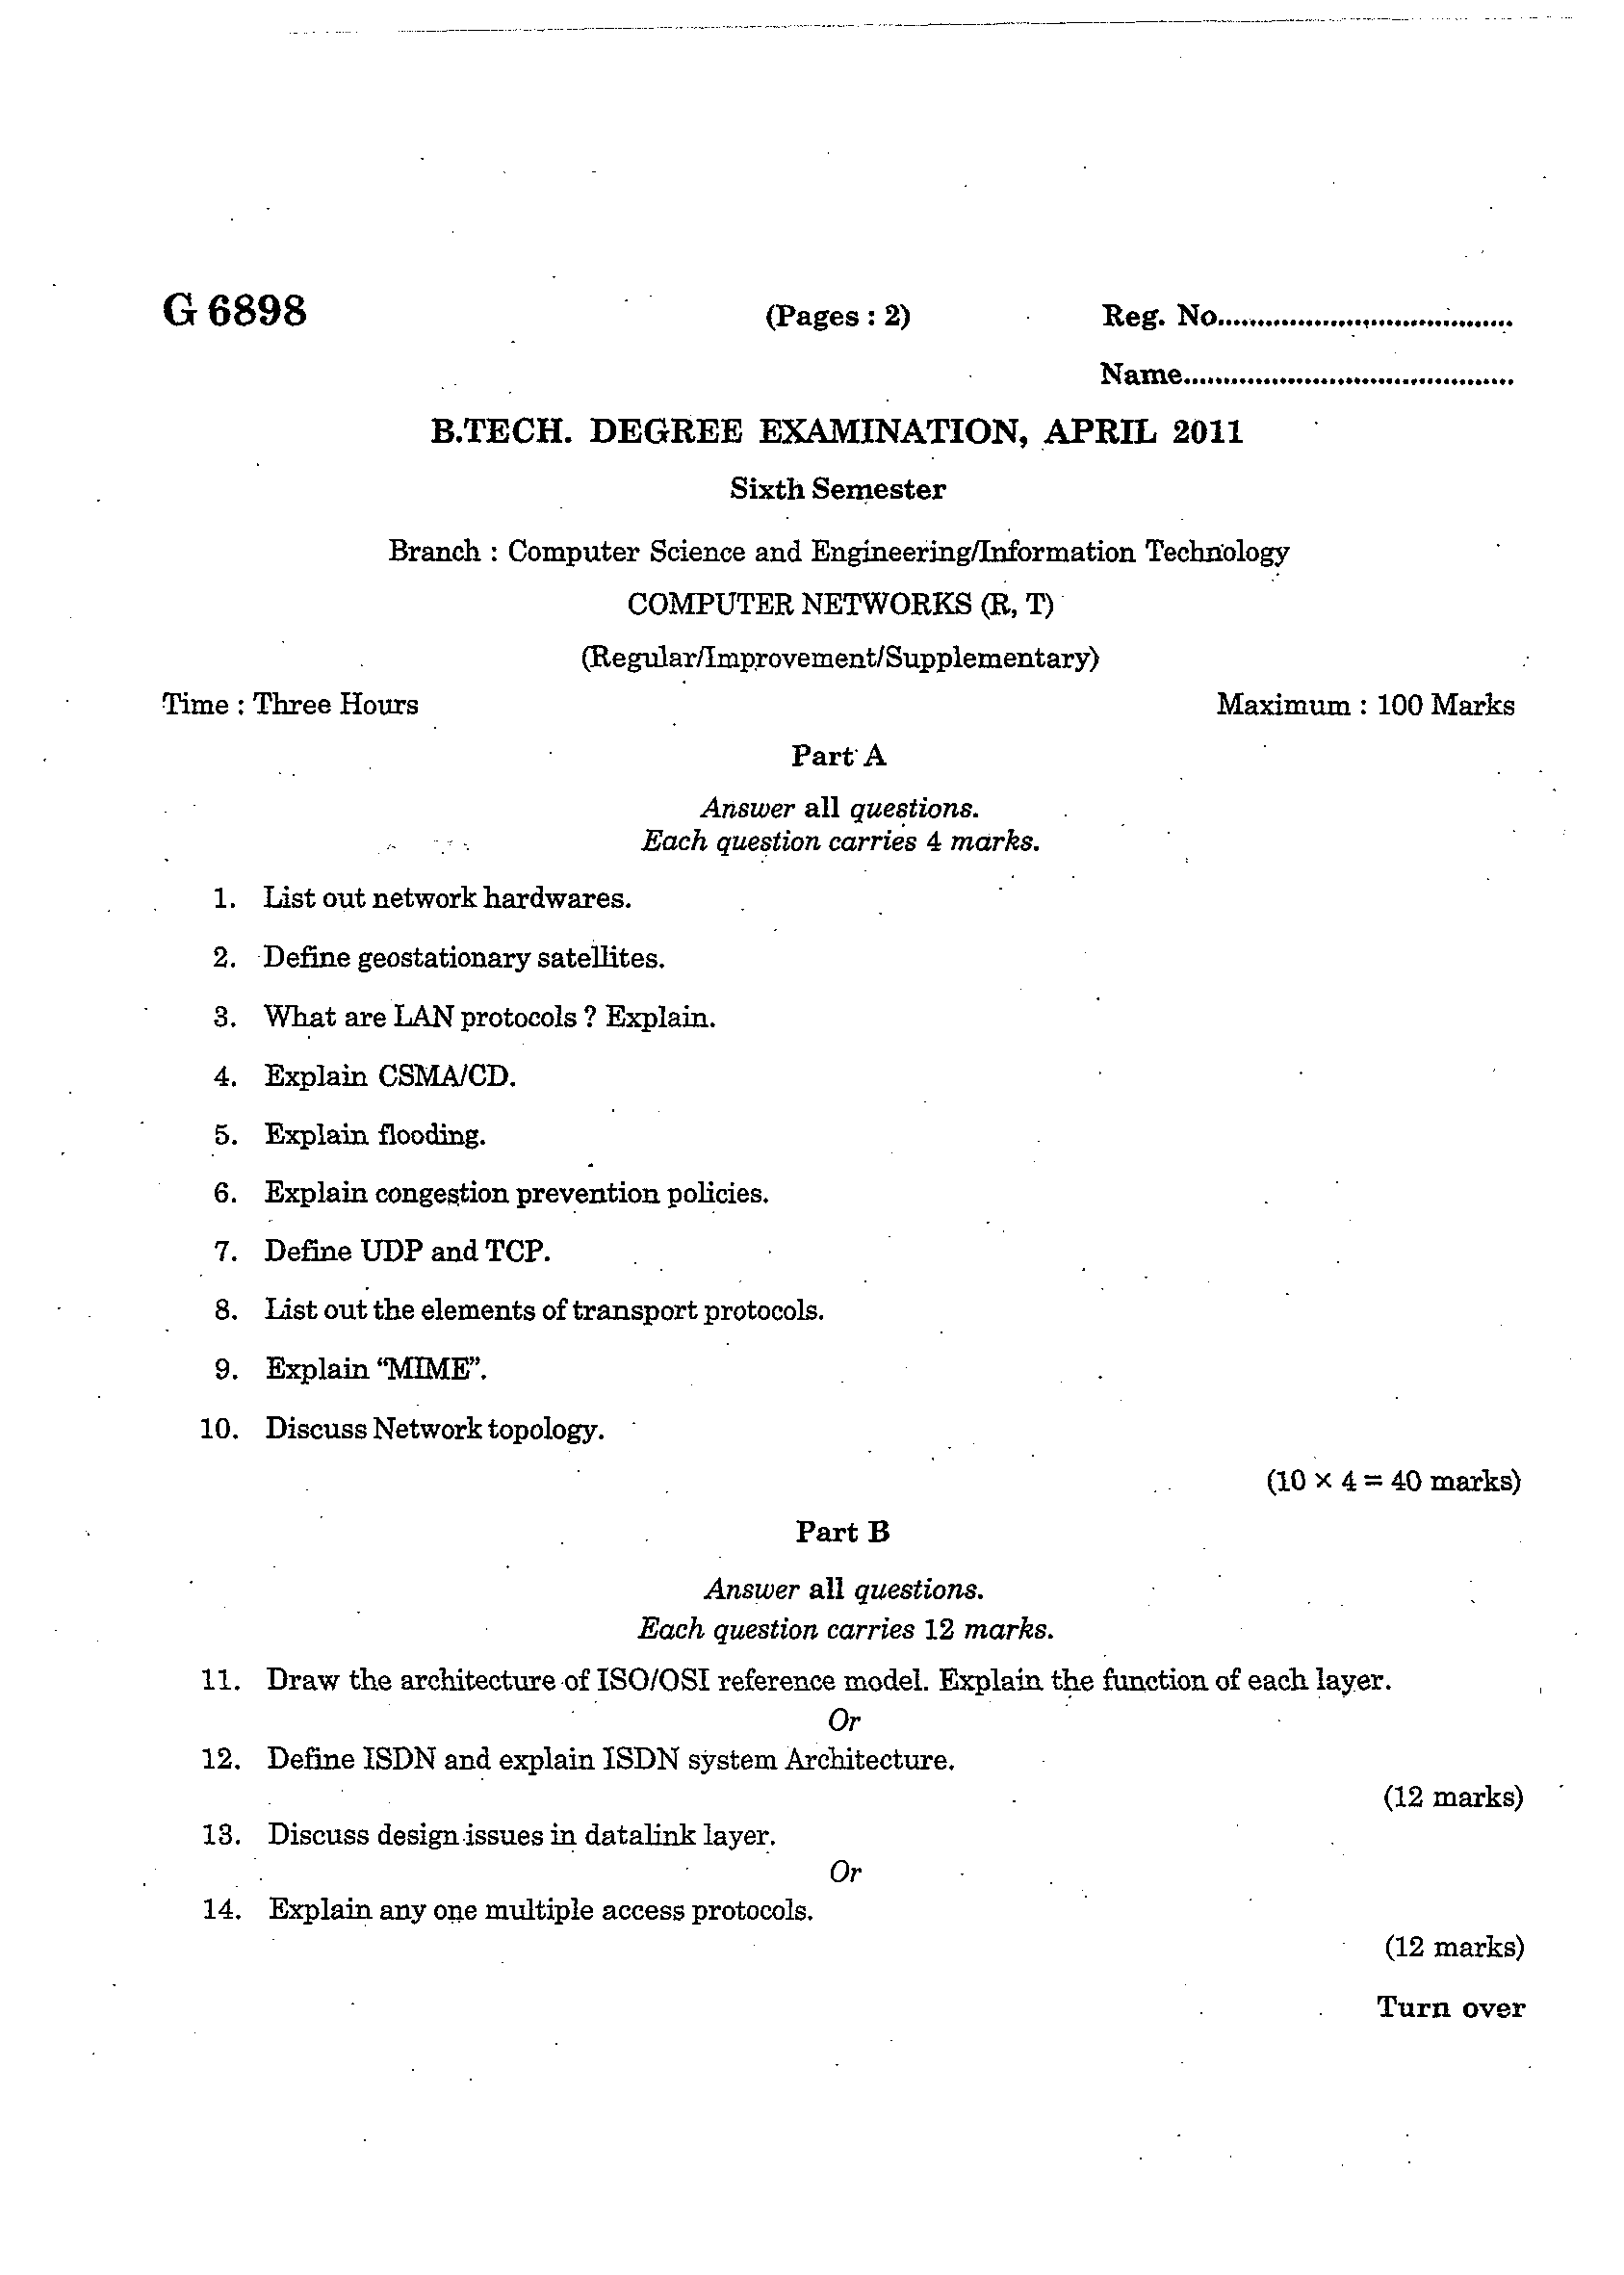 G 6898
(Pages : 2)
Reg. No.....................................
Name..........................................
B.TECH. DEGREE EXAMINATION, APRIL 2011
Sixth Semester
Branch : Computer Science and Engineering/Information Technology
COMPUTER NETWORKS (R, T)
(Regular/Improvement/Supplementary)
Time : Three Hours
Maximum : 100 Marks
Part A
Answer all questions.
Each question carries 4 marks.
1. List out network hardwares.
2. Define geostationary satellites.
3. What are LAN protocols ? Explain.
4. Explain CSMA/CD.
5. Explain flooding.
6. Explain congestion prevention policies.
7. Define UDP and TCP.
8. List out the elements of transport protocols.
9. Explain “MIME”.
10. Discuss Network topology.
(10 × 4 = 40 marks)
Part B
Answer all questions.
Each question carries 12 marks.
11. Draw the architecture of ISO/OSI reference model. Explain the function of each layer.
Or
12. Define ISDN and explain ISDN system Architecture.
(12 marks)
13. Discuss design issues in datalink layer.
Or
14. Explain any one multiple access protocols.
(12 marks)
Turn over